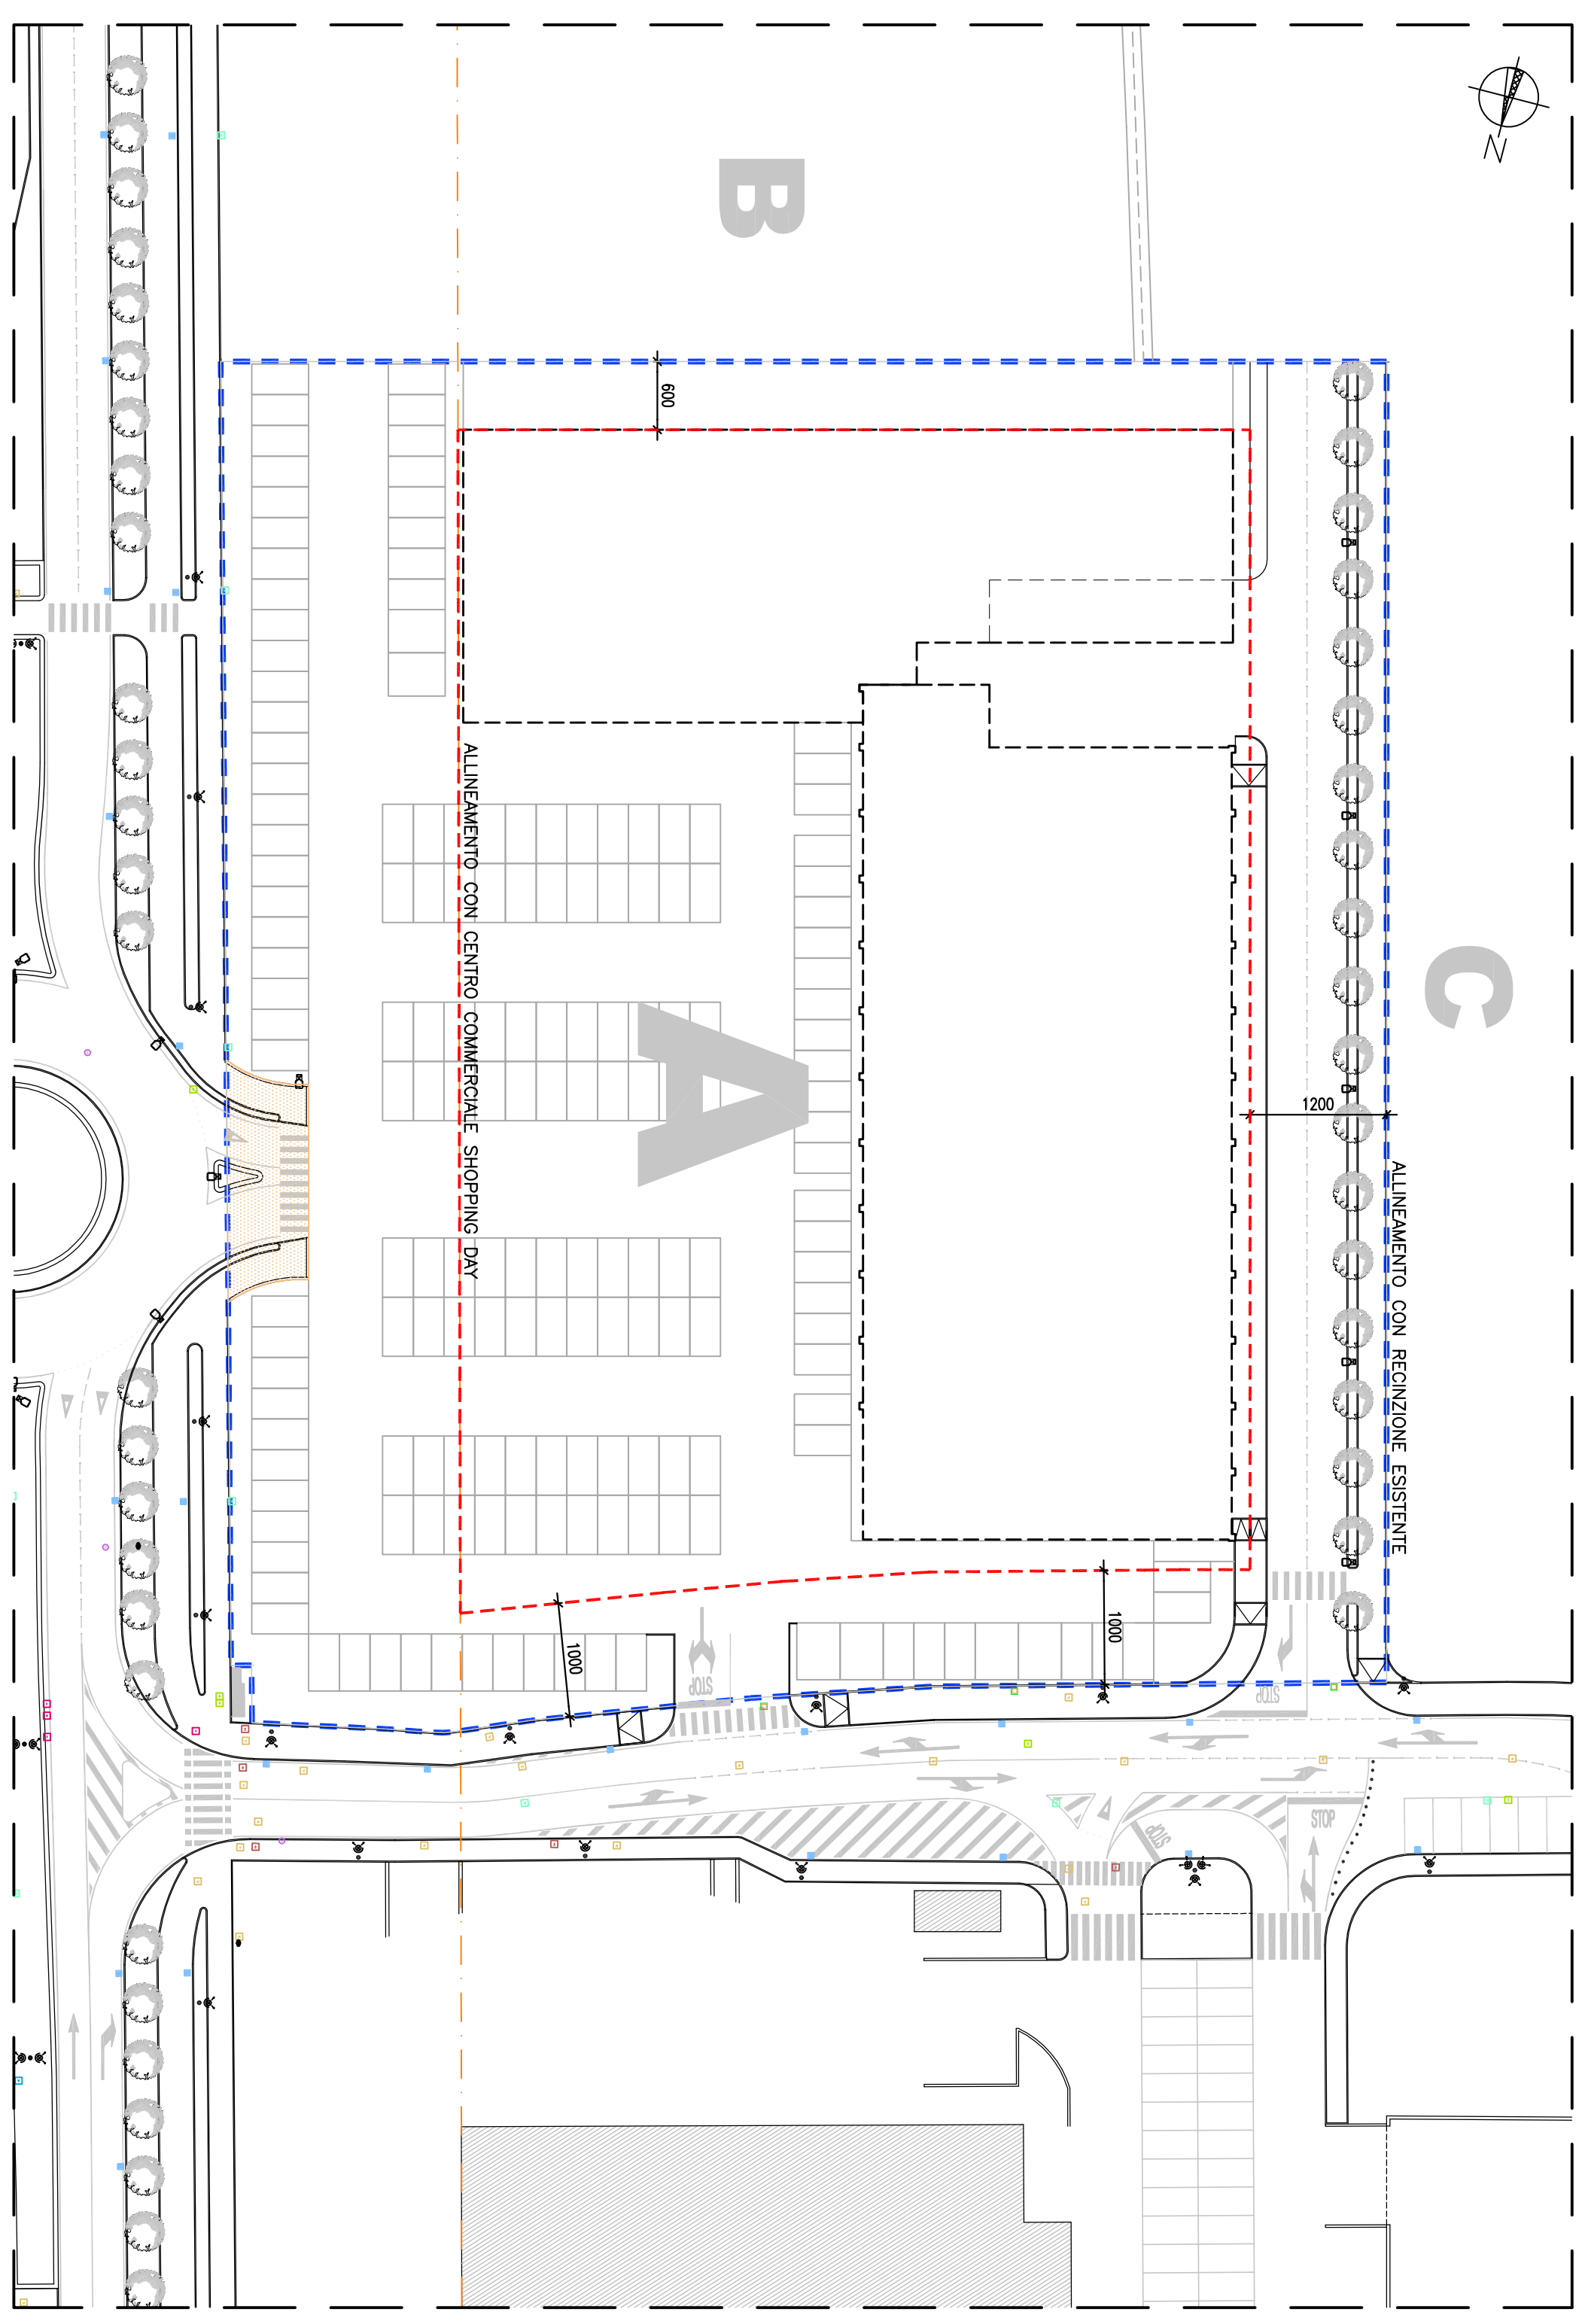 N
B
600
C
ALLINEAMENTO CON CENTRO COMMERCIALE SHOPPING DAY
A
1200
ALLINEAMENTO CON RECINZIONE ESISTENTE
1000
1000
STOP
STOP
STOP
STOP